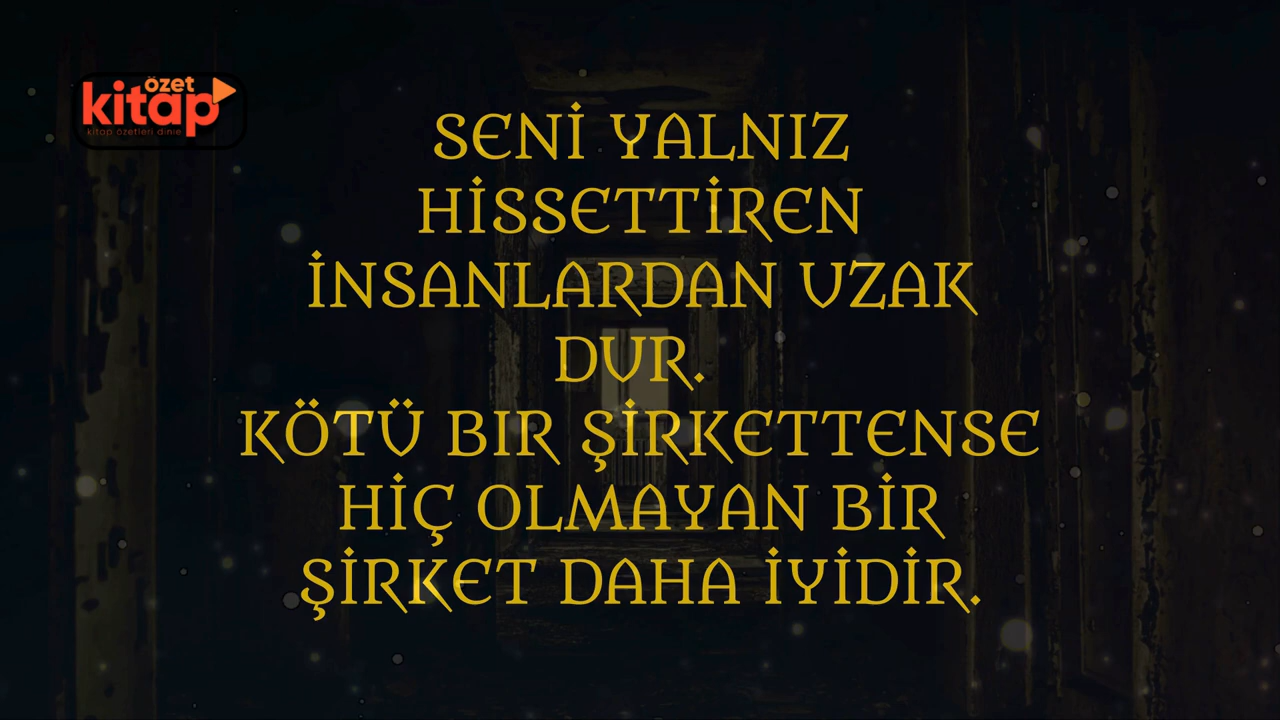 özet
kitap
kitap özetleri dinle
SENİ YALNIZ
HİSSETTİREN
İNSANLARDAN UZAK
DUR.
KÖTÜ BIR ŞİRKETTENSE
HİÇ OLMAYAN BİR
ŞİRKET DAHA İYİDİR.